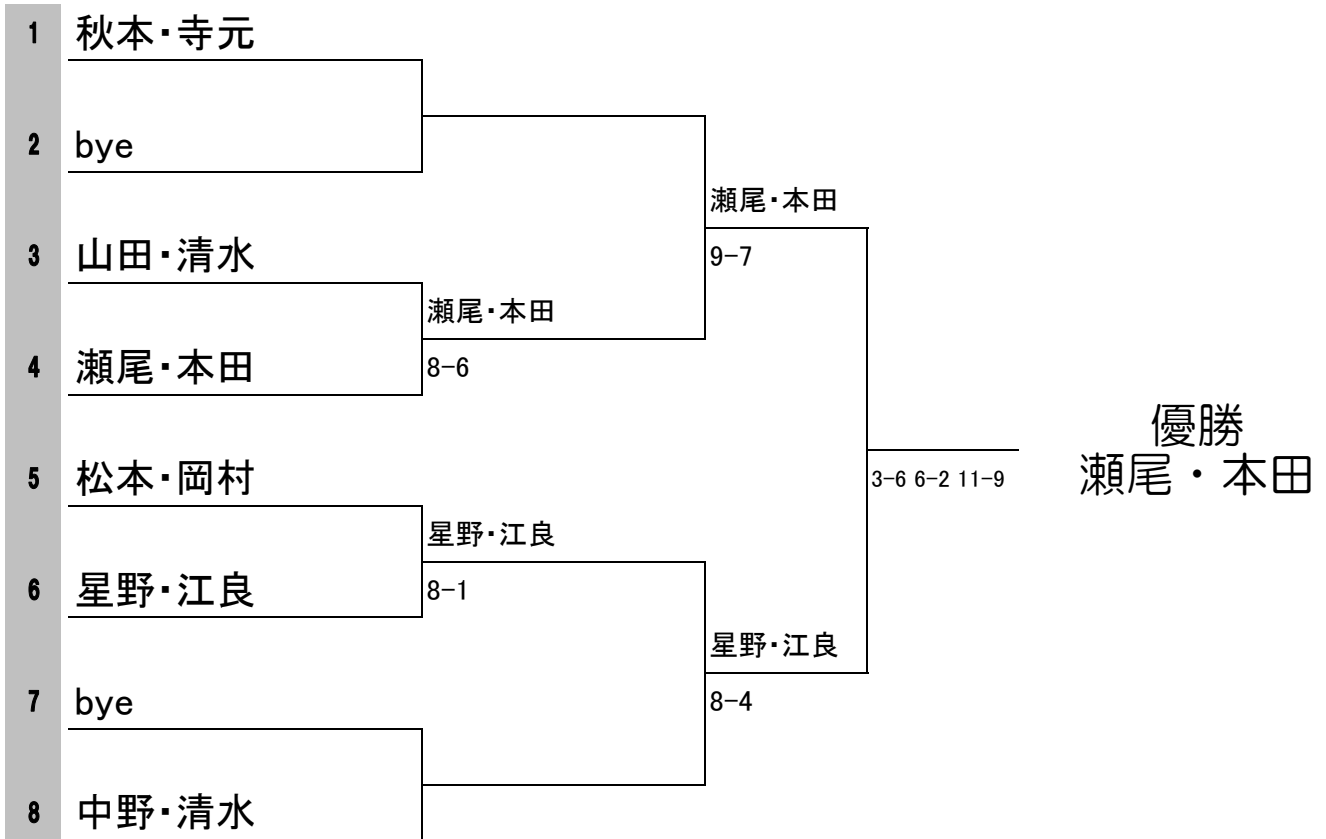 1 秋本・寺元
2 bye
瀬尾・本田
3 山田・清水
9-7
瀬尾・本田
4 瀬尾・本田
8-6
優勝
瀬尾・本田
5 松本・岡村
3-6 6-2 11-9
星野・江良
6 星野・江良
8-1
星野・江良
7 bye
8-4
8 中野・清水